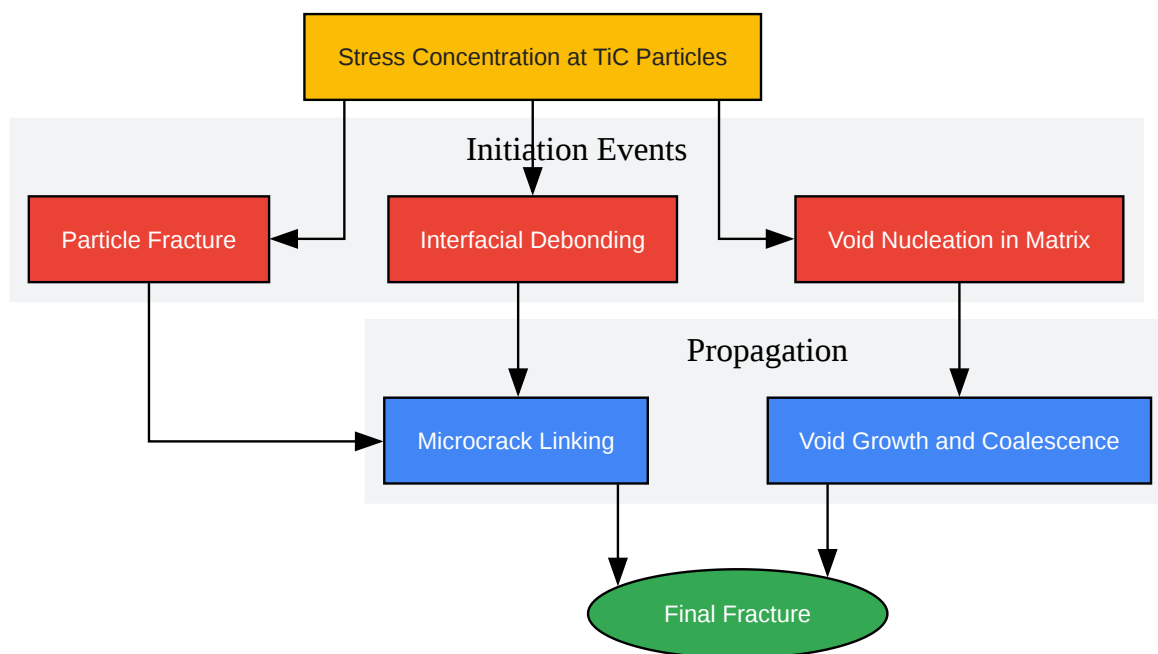 Stress Concentration at TiC Particles
Initiation Events
Particle Fracture
Interfacial Debonding
Void Nucleation in Matrix
Propagation
Microcrack Linking
Void Growth and Coalescence
Final Fracture